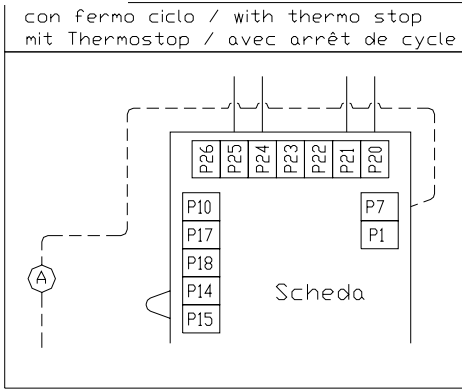 con fermo ciclo / with thermo stop
mit Thermostop / avec arrêt de cycle
P26 P25 P24 P23 P22 P21 P20
P10 P7
P17 P1
P18
P14 Scheda
P15
A